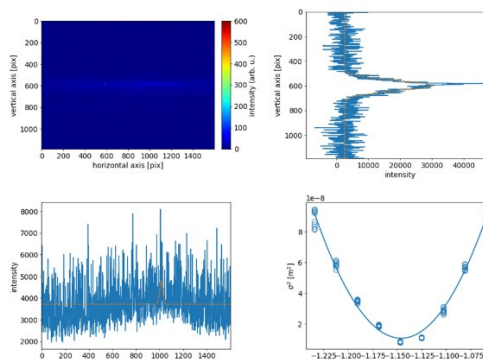 0
200
400
600
800
1000
vertical axis [pix]
0 200 400 600 800 1000 1200 1400
horizontal axis [pix]
600
500
400
300
200
100
0
intensity (arb. u.)
0
200
400
600
800
1000
vertical axis [pix]
0 10000 20000 30000 40000
intensity
8000
7000
6000
5000
4000
3000
2000
intensity
0 200 400 600 800 1000 1200 1400
1e-8
8
6
4
2
σ² [m²]
−1.225 −1.200 −1.175 −1.150 −1.125 −1.100 −1.075